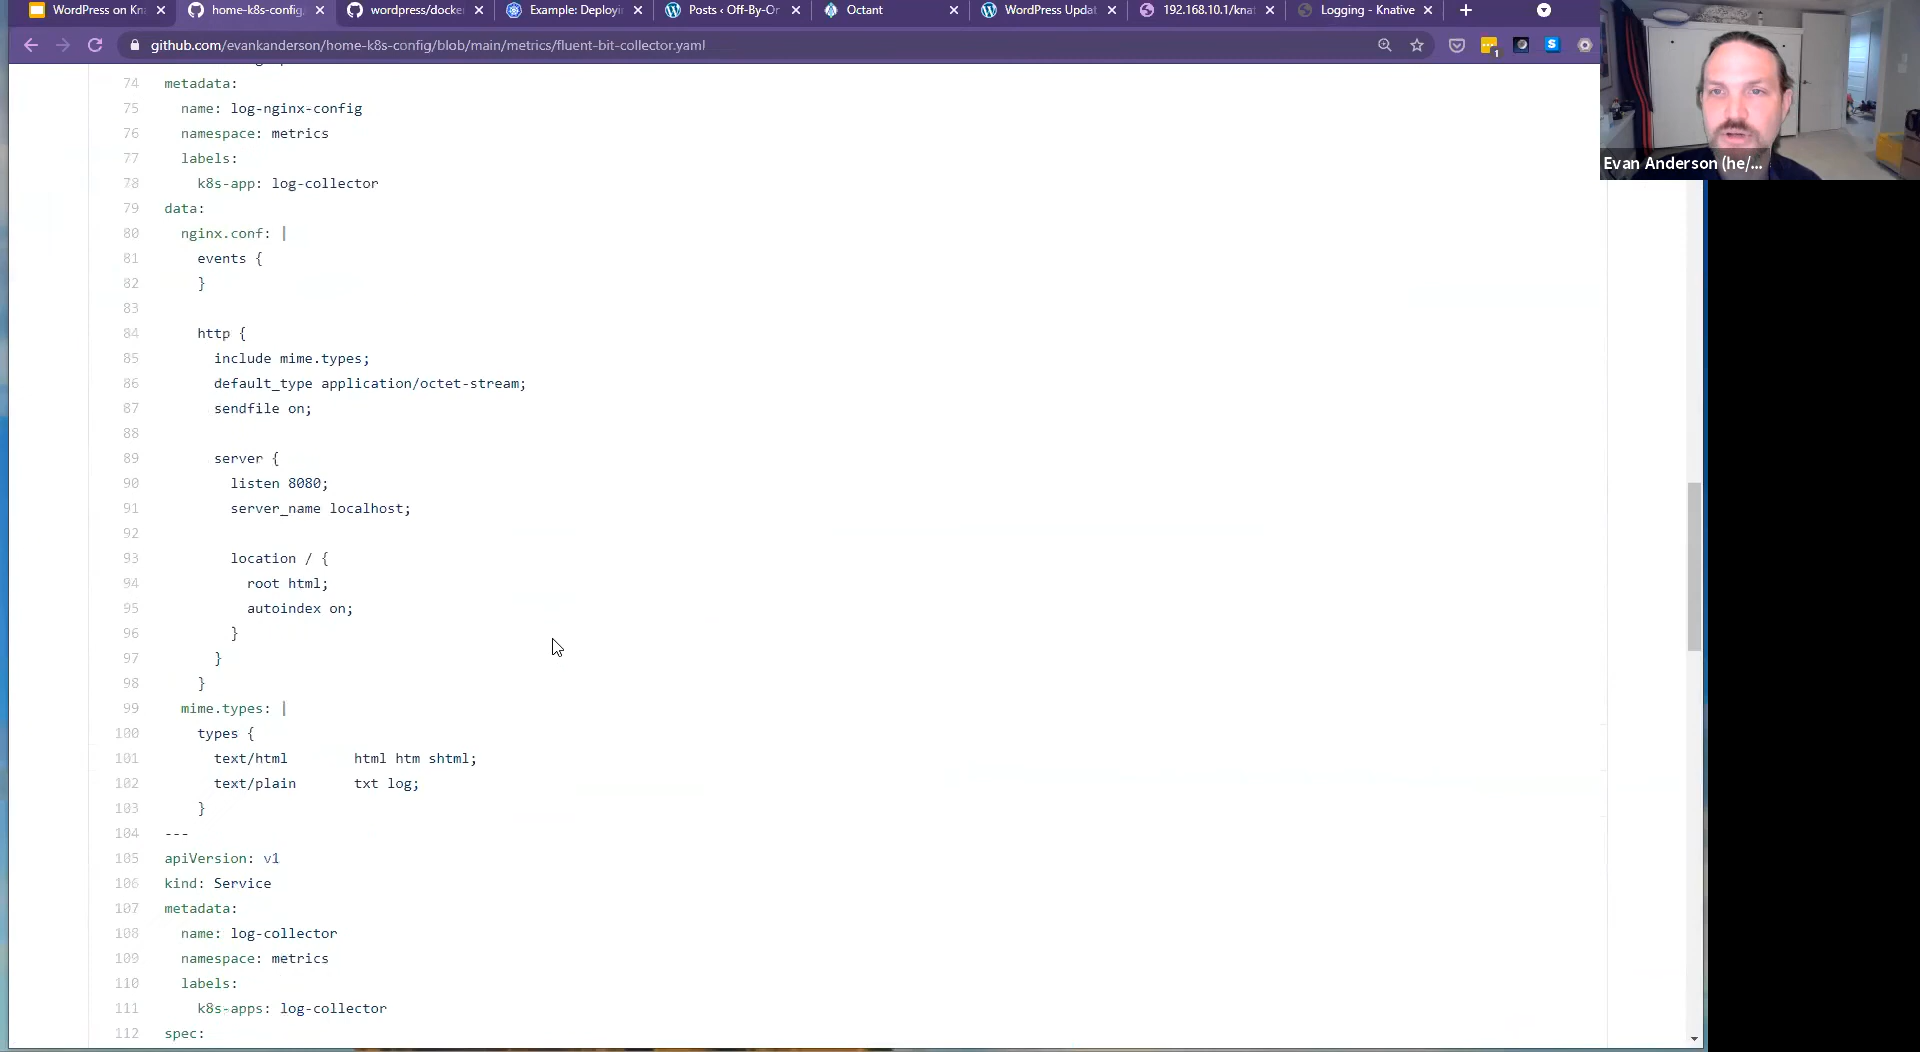 WordPress on Kn
home-k8s-config
wordpress/docke
Example: Deployi
Posts ‹ Off-By-Or
Octant
WordPress Updat
192.168.10.1/knat
Logging - Knative
github.com/evankanderson/home-k8s-config/blob/main/metrics/fluent-bit-collector.yaml
Evan Anderson (he/...
74 metadata:
75 name: log-nginx-config
76 namespace: metrics
77 labels:
78 k8s-app: log-collector
79 data:
80 nginx.conf: |
81 events {
82 }
83
84 http {
85 include mime.types;
86 default_type application/octet-stream;
87 sendfile on;
88
89 server {
90 listen 8080;
91 server_name localhost;
92
93 location / {
94 root html;
95 autoindex on;
96 }
97 }
98 }
99 mime.types: |
100 types {
101 text/html html htm shtml;
102 text/plain txt log;
103 }
104 ---
105 apiVersion: v1
106 kind: Service
107 metadata:
108 name: log-collector
109 namespace: metrics
110 labels:
111 k8s-apps: log-collector
112 spec: